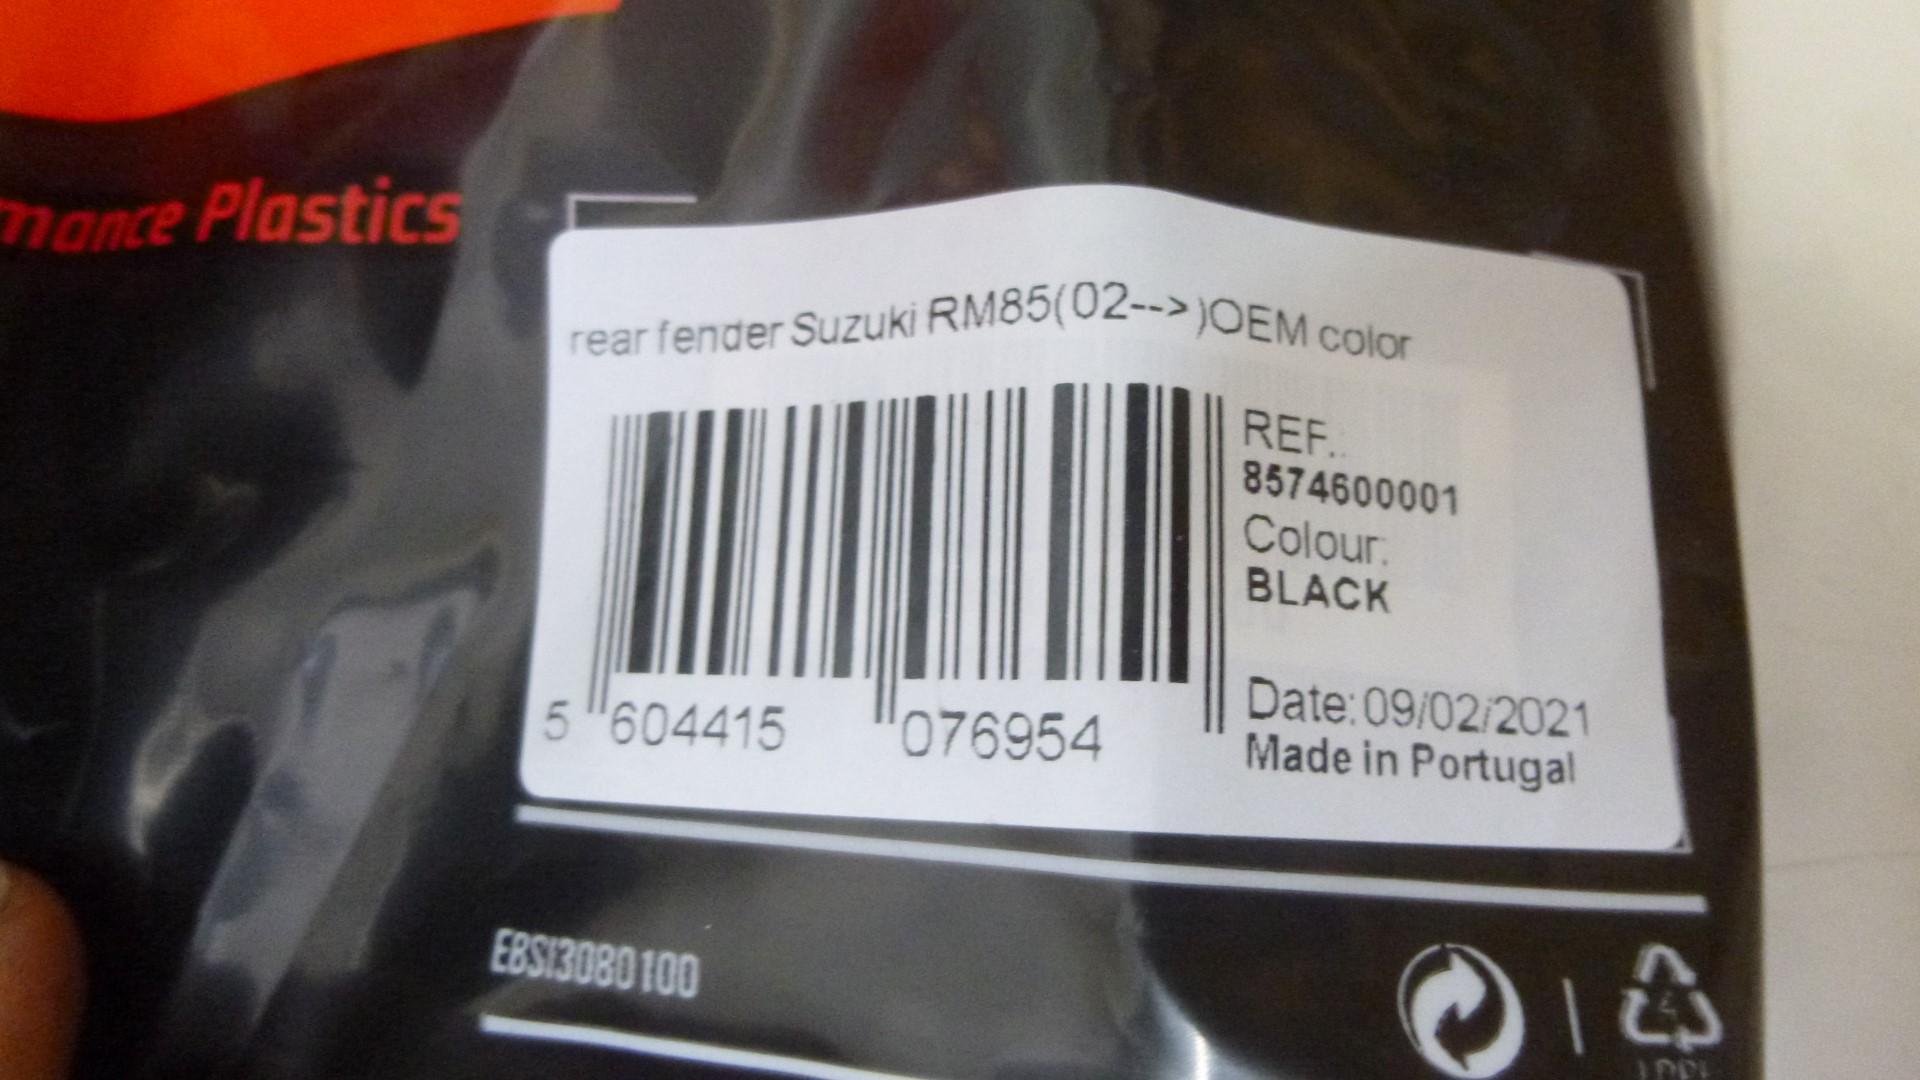 Plastics
rear fender Suzuki RM85(02-->)OEM color
REF.:
8574600001
Colour:
BLACK
5 604415 076954
Date: 09/02/2021
Made in Portugal
EBSI3080100
4